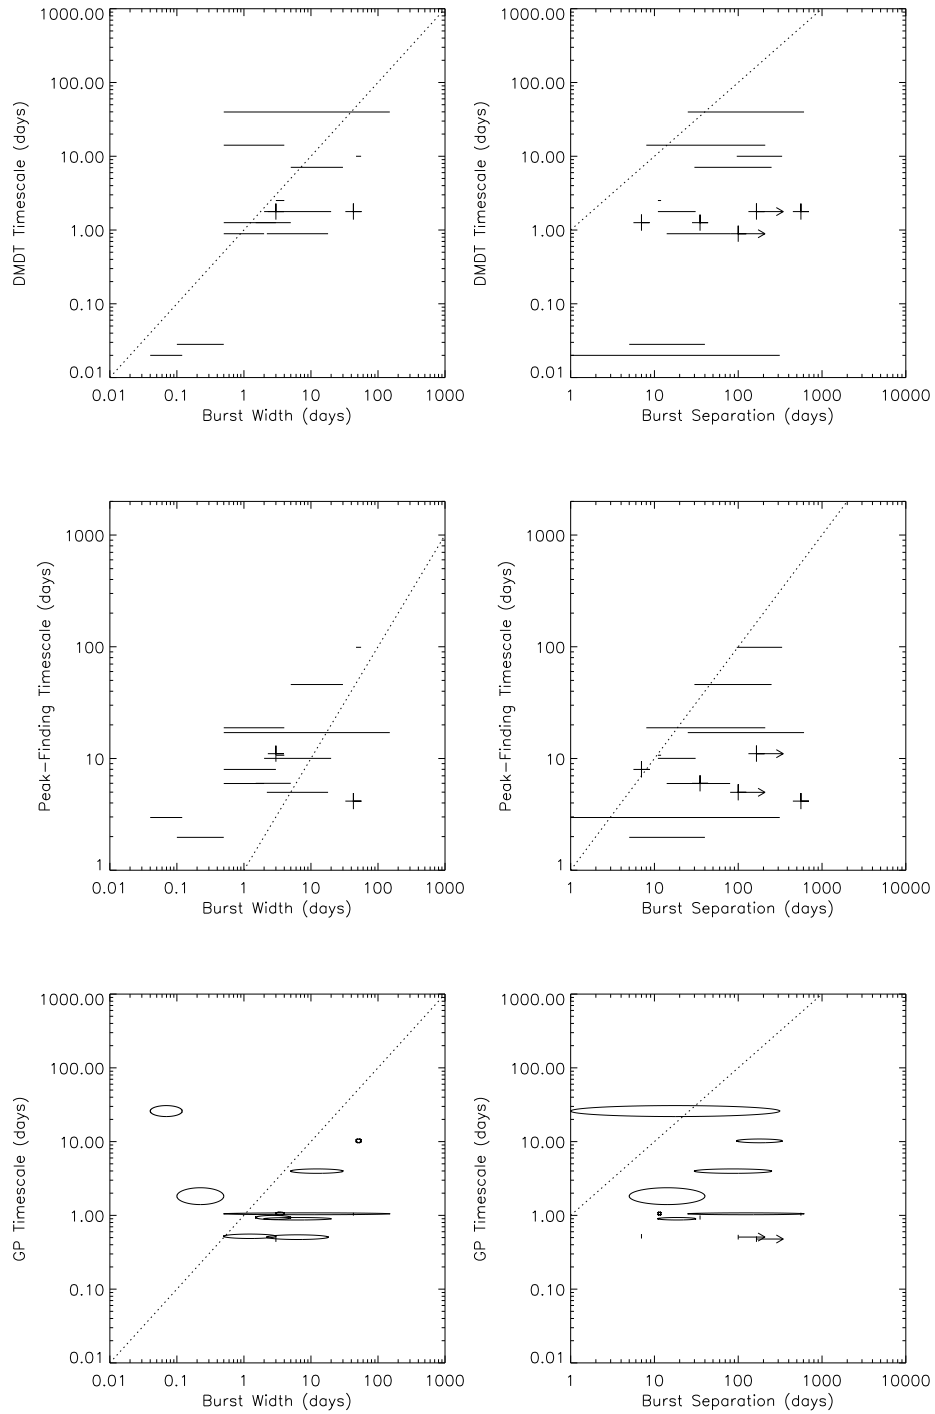 1000.00
100.00
10.00
1.00
0.10
0.01
DMDT Timescale (days)
0.01 0.1 1 10 100 1000
Burst Width (days)
1000.00
100.00
10.00
1.00
0.10
0.01
DMDT Timescale (days)
1 10 100 1000 10000
Burst Separation (days)
1000
100
10
1
Peak-Finding Timescale (days)
0.01 0.1 1 10 100 1000
Burst Width (days)
1000
100
10
1
Peak-Finding Timescale (days)
1 10 100 1000 10000
Burst Separation (days)
1000.00
100.00
10.00
1.00
0.10
0.01
GP Timescale (days)
0.01 0.1 1 10 100 1000
Burst Width (days)
1000.00
100.00
10.00
1.00
0.10
0.01
GP Timescale (days)
1 10 100 1000 10000
Burst Separation (days)